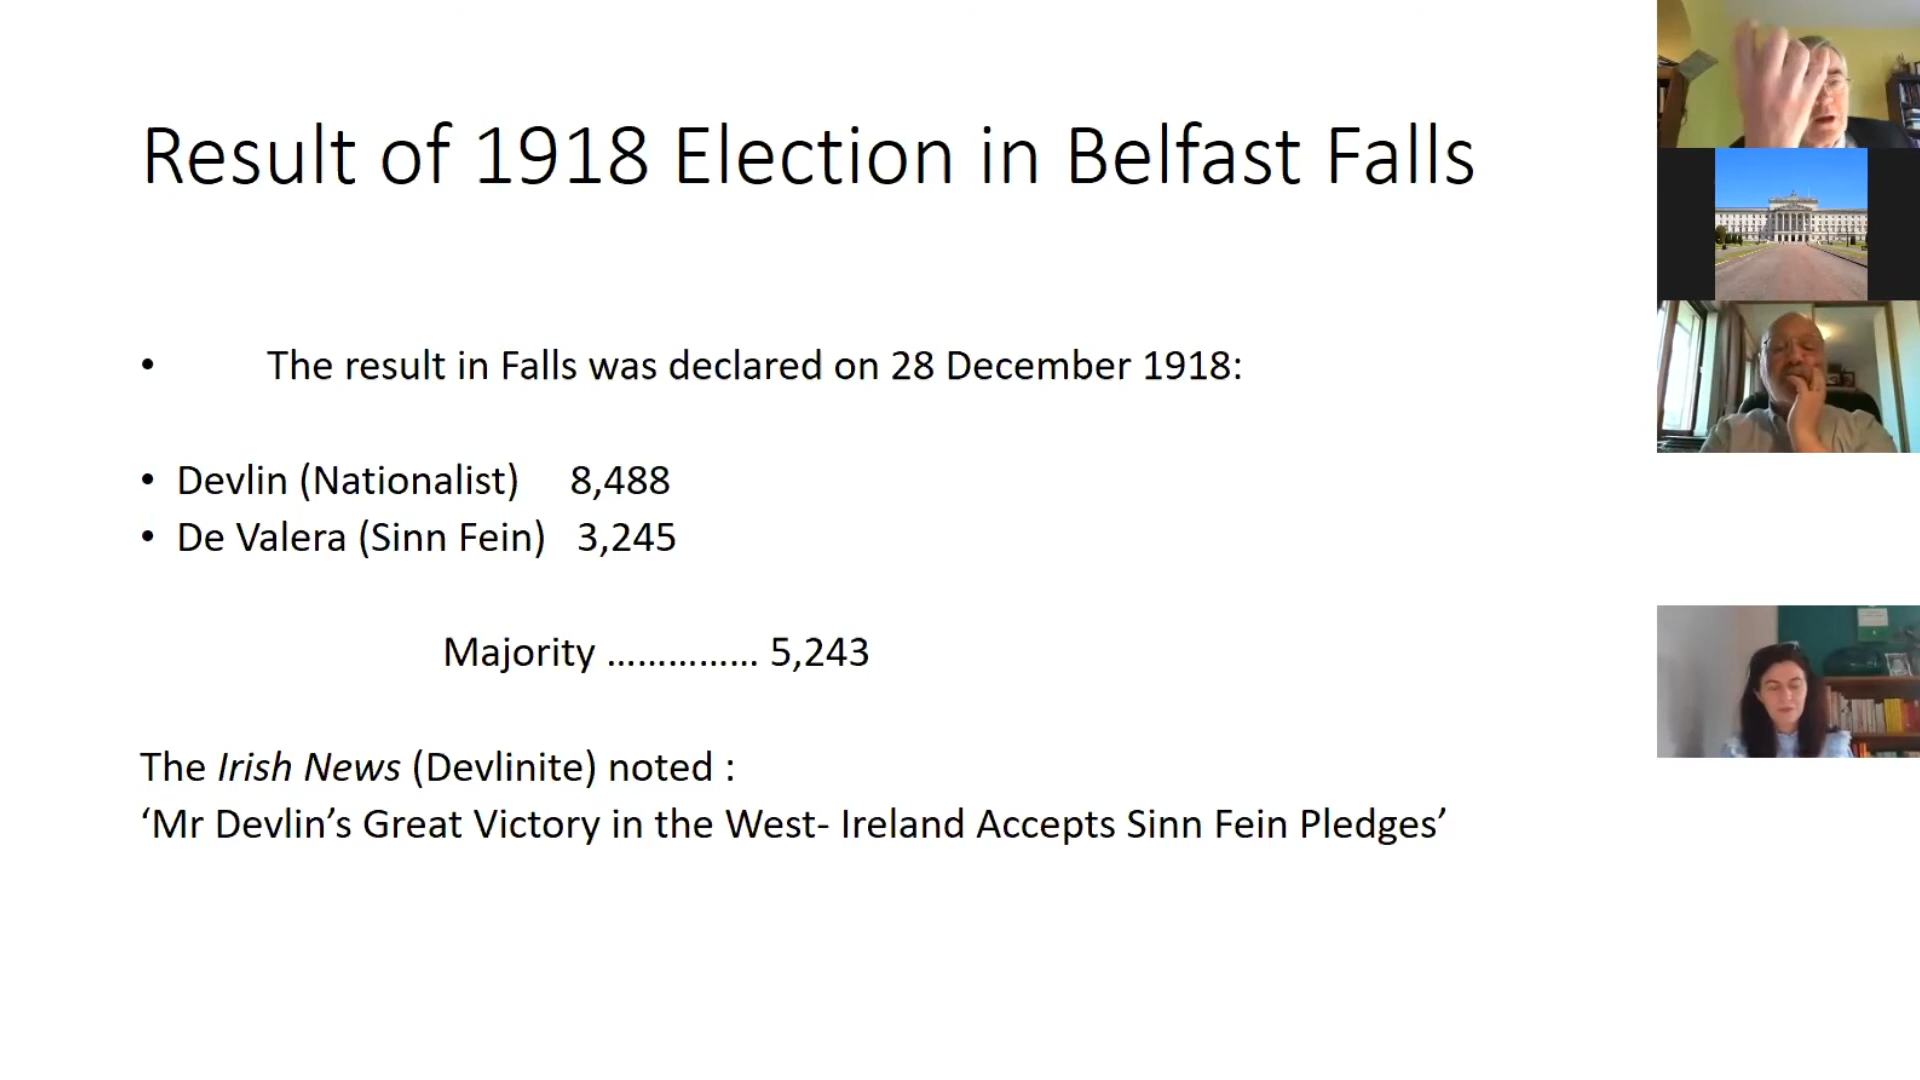 Result of 1918 Election in Belfast Falls
• The result in Falls was declared on 28 December 1918:
• Devlin (Nationalist) 8,488
• De Valera (Sinn Fein) 3,245
Majority …………… 5,243
The Irish News (Devlinite) noted :
‘Mr Devlin’s Great Victory in the West- Ireland Accepts Sinn Fein Pledges’